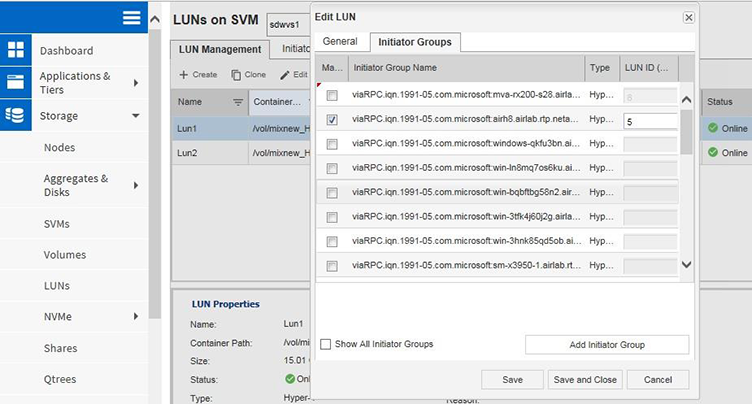 Dashboard
Applications &
Tiers
Storage
Nodes
Aggregates &
Disks
SVMs
Volumes
LUNs
NVMe
Shares
Qtrees
LUNs on SVM sdwvs1
LUN Management Initiato
Create Clone Edit
Name Container... Status
Lun1 /vol/mixnew_H Online
Lun2 /vol/mixnew_H Online
LUN Properties
Name: Lun1
Container Path: /vol/mi
Size: 15.01
Status: Onli
Type: Hyper-
Reason:
Edit LUN
General Initiator Groups
Ma... Initiator Group Name Type LUN ID (...
viaRPC.iqn.1991-05.com.microsoft:mva-rx200-s28.airla... Hyp...
viaRPC.iqn.1991-05.com.microsoft:airh8.airlab.rtp.neta... Hyp... 5
viaRPC.iqn.1991-05.com.microsoft:windows-qkfu3bn.ai... Hyp...
viaRPC.iqn.1991-05.com.microsoft:win-ln8mq7os6ku.ai... Hyp...
viaRPC.iqn.1991-05.com.microsoft:win-bqbftbg58n2.air... Hyp...
viaRPC.iqn.1991-05.com.microsoft:win-3tfk4j60j2g.airla... Hyp...
viaRPC.iqn.1991-05.com.microsoft:win-3hnk85qd5ob.ai... Hyp...
viaRPC.iqn.1991-05.com.microsoft:sm-x3950-1.airlab.rt... Hyp...
Show All Initiator Groups Add Initiator Group
Save Save and Close Cancel